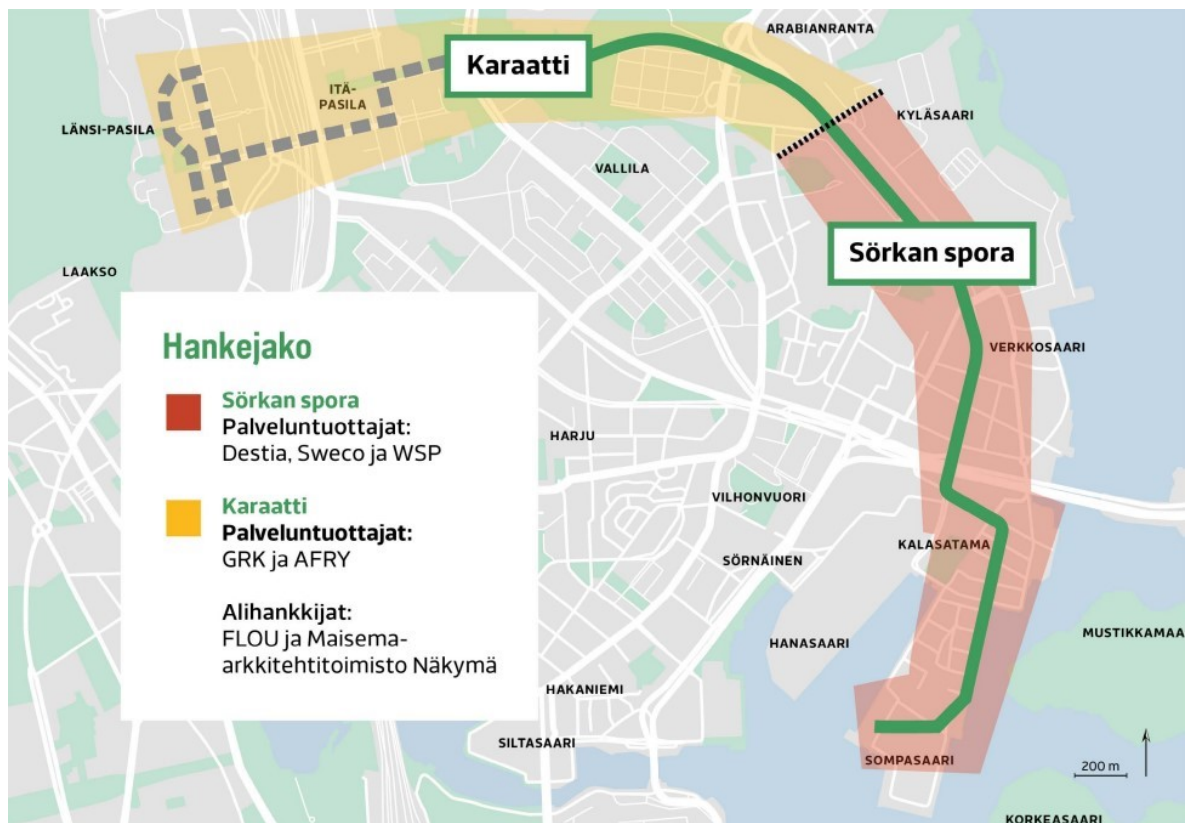 ARABIANRANTA
Karaatti
ITÄ-
PASILA
LÄNSI-PASILA
KYLÄSAARI
VALLILA
Sörkan spora
LAAKSO
Hankejako
Sörkan spora
Palveluntuottajat:
Destia, Sweco ja WSP
Karaatti
Palveluntuottajat:
GRK ja AFRY
Alihankkijat:
FLOU ja Maisema-
arkkitehtitoimisto Näkymä
VERKKOSAARI
HARJU
VILHONVUORI
KALASATAMA
SÖRNÄINEN
HANASAARI
MUSTIKKAMAA
HAKANIEMI
SILTASAARI
SOMPASAARI
200 m
KORKEASAARI